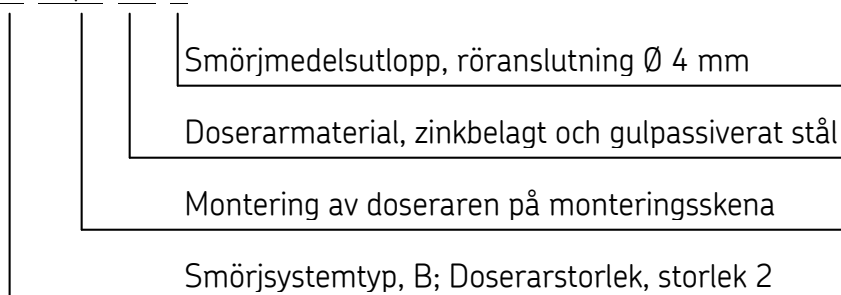 Smörjmedelsutlopp, röranslutning Ø 4 mm
Doserarmaterial, zinkbelagt och gulpassiverat stål
Montering av doseraren på monteringsskena
Smörjsystemtyp, B; Doserarstorlek, storlek 2